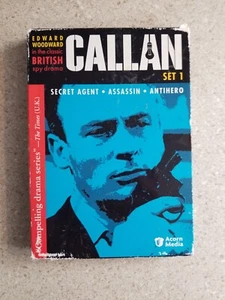 EDWARD
WOODWARD
in the classic
BRITISH
spy drama
CALLAN
SET 1
SECRET AGENT • ASSASSIN • ANTIHERO
"Compelling drama series"—The Times (U.K.)
Acorn
Media